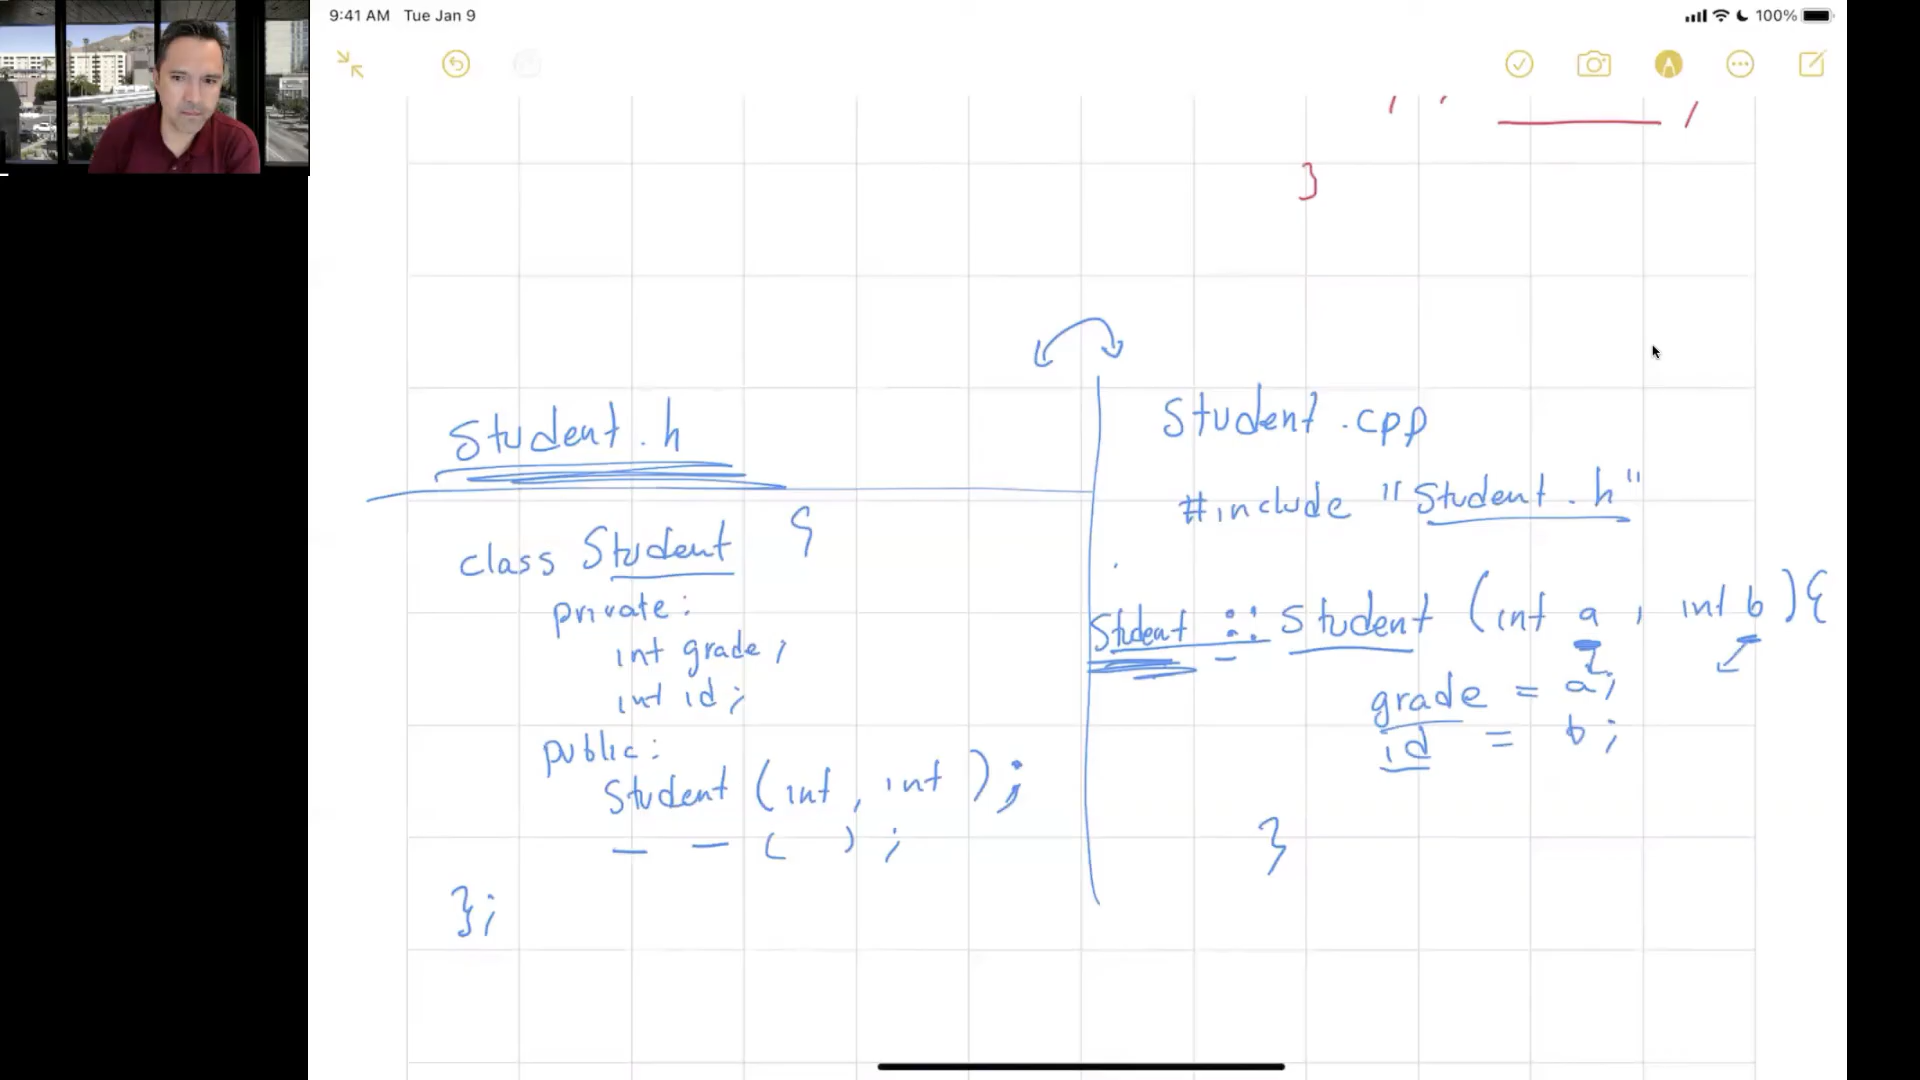 9:41 AM Tue Jan 9
100%
}
Student.h
class Student {
private:
int grade;
int id;
public:
Student (int, int);
_ _ ( );
};
Student.cpp
#include "Student.h"
Student :: Student (int a, int b){
grade = a;
id = b;
}